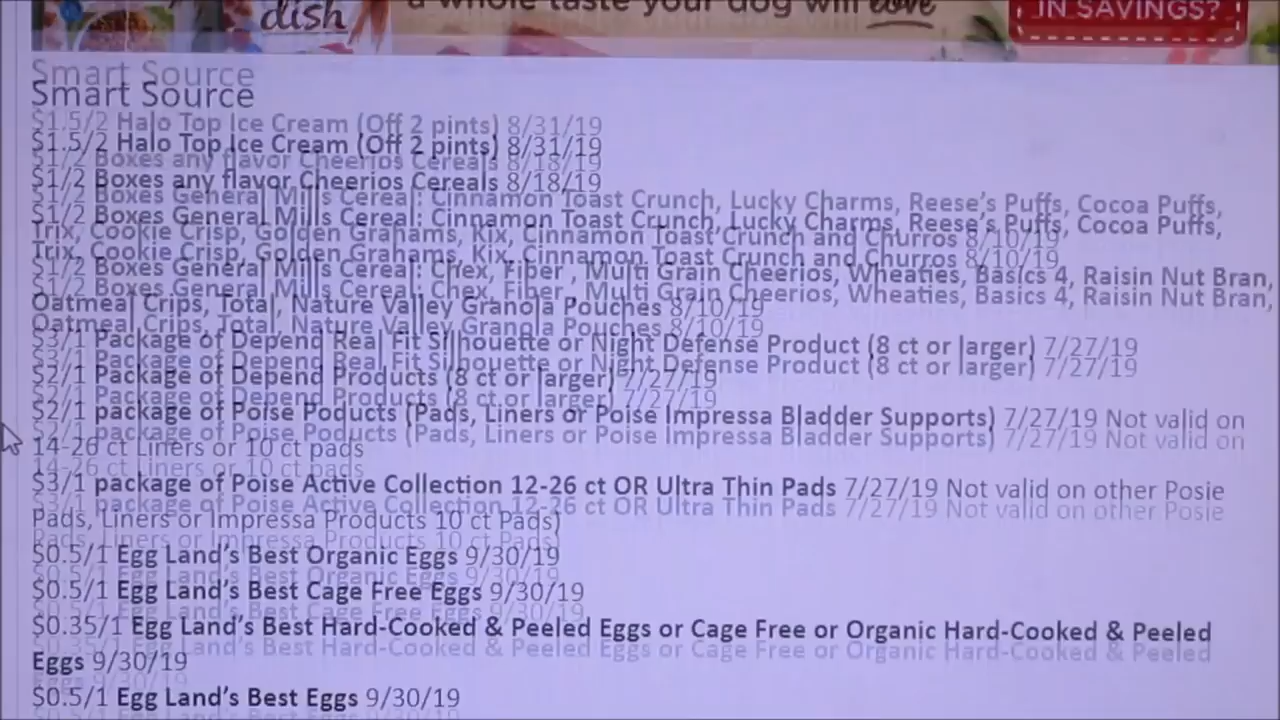 dish
a whole taste your dog will love
IN SAVINGS?
Smart Source
$1.5/2 Halo Top Ice Cream (Off 2 pints) 8/31/19
$1/2 Boxes any flavor Cheerios Cereals 8/18/19
$1/2 Boxes General Mills Cereal: Cinnamon Toast Crunch, Lucky Charms, Reese's Puffs, Cocoa Puffs,
Trix, Cookie Crisp, Golden Grahams, Kix, Cinnamon Toast Crunch and Churros 8/10/19
$1/2 Boxes General Mills Cereal: Chex, Fiber , Multi Grain Cheerios, Wheaties, Basics 4, Raisin Nut Bran,
Oatmeal Crips, Total, Nature Valley Granola Pouches 8/10/19
$3/1 Package of Depend Real Fit Silhouette or Night Defense Product (8 ct or larger) 7/27/19
$2/1 Package of Depend Products (8 ct or larger) 7/27/19
$2/1 package of Poise Poducts (Pads, Liners or Poise Impressa Bladder Supports) 7/27/19 Not valid on
14-26 ct Liners or 10 ct pads
$3/1 package of Poise Active Collection 12-26 ct OR Ultra Thin Pads 7/27/19 Not valid on other Posie
Pads, Liners or Impressa Products 10 ct Pads)
$0.5/1 Egg Land's Best Organic Eggs 9/30/19
$0.5/1 Egg Land's Best Cage Free Eggs 9/30/19
$0.35/1 Egg Land's Best Hard-Cooked & Peeled Eggs or Cage Free or Organic Hard-Cooked & Peeled
Eggs 9/30/19
$0.5/1 Egg Land's Best Eggs 9/30/19